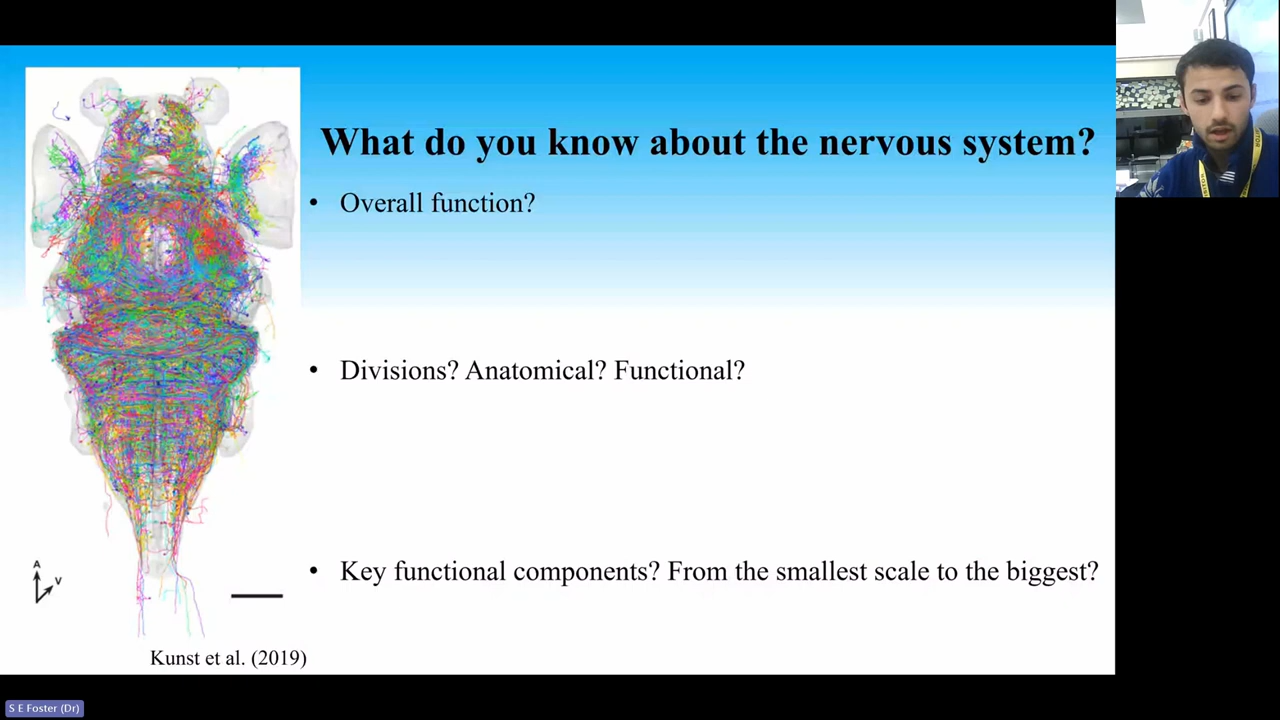 What do you know about the nervous system?
• Overall function?
• Divisions? Anatomical? Functional?
• Key functional components? From the smallest scale to the biggest?
A
V
Kunst et al. (2019)
S E Foster (Dr)